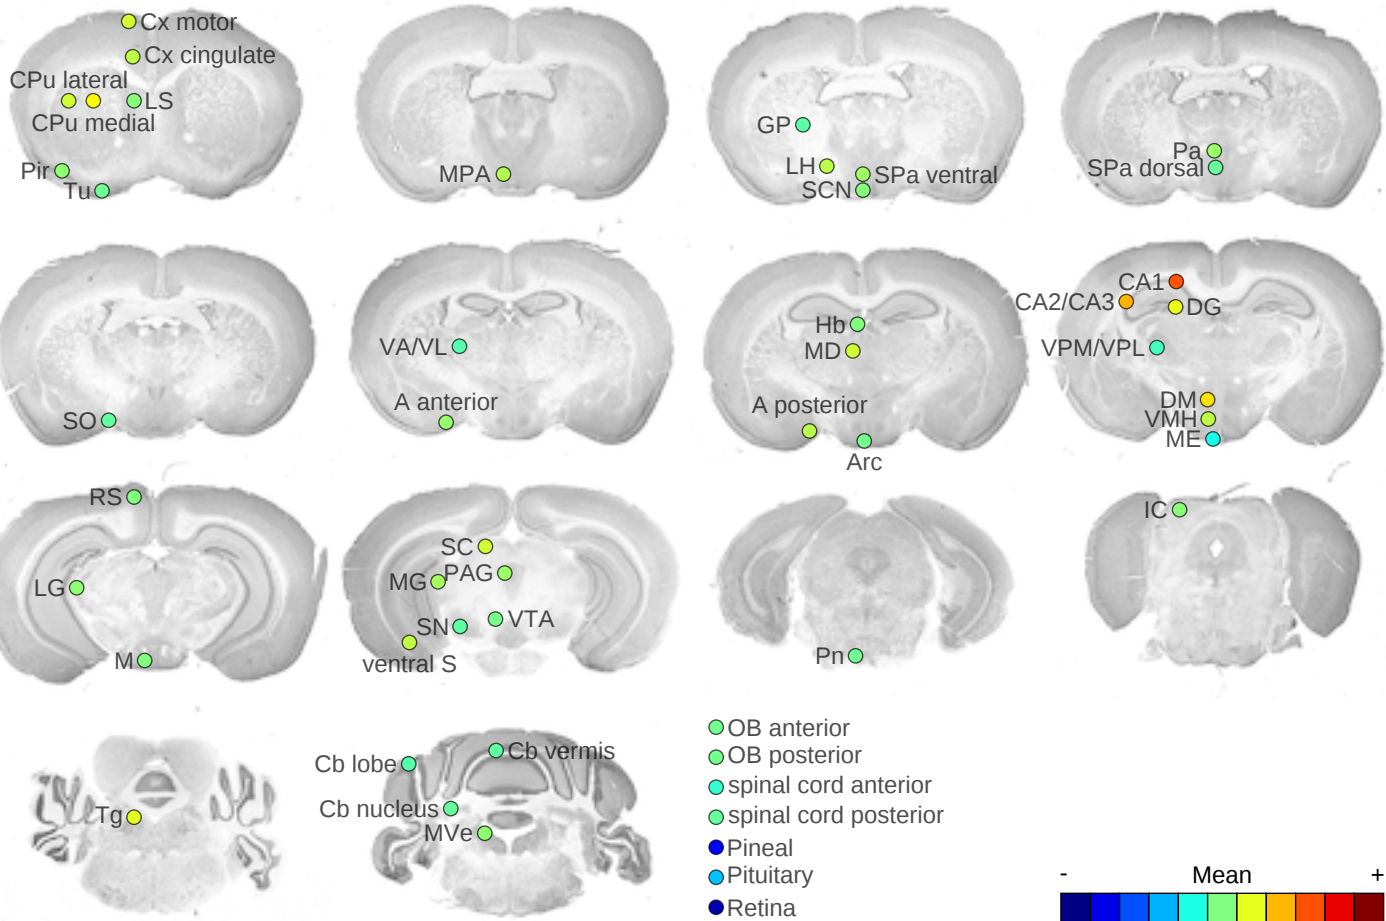 Cx motor
Cx cingulate
CPu lateral
LS
CPu medial
Pir
Tu
MPA
GP
LH
SPa ventral
SCN
Pa
SPa dorsal
SO
VA/VL
A anterior
Hb
MD
A posterior
Arc
CA1
CA2/CA3
DG
VPM/VPL
DM
VMH
ME
RS
LG
M
SC
MG
PAG
SN
VTA
ventral S
Pn
IC
Tg
Cb lobe
Cb vermis
Cb nucleus
MVe
OB anterior
OB posterior
spinal cord anterior
spinal cord posterior
Pineal
Pituitary
Retina
- Mean +